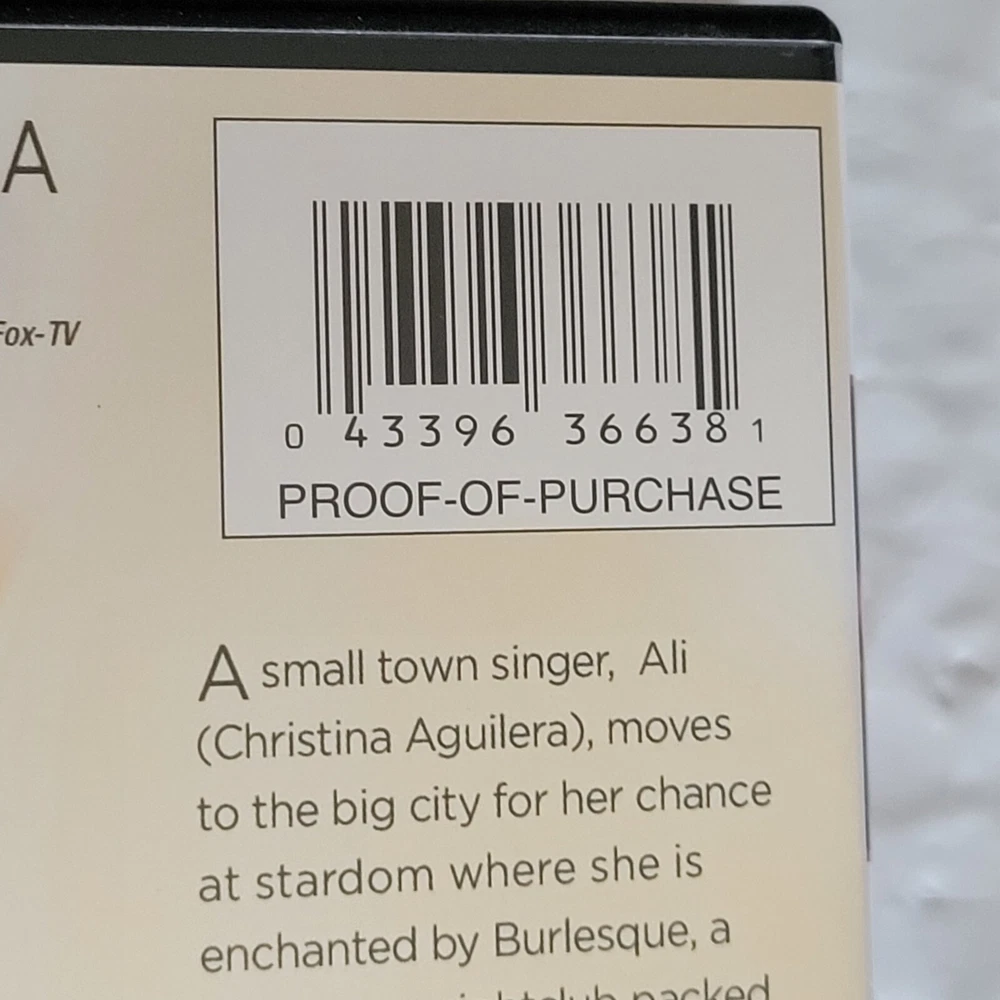 A
Fox-TV
0 43396 36638 1
PROOF-OF-PURCHASE
A small town singer, Ali
(Christina Aguilera), moves
to the big city for her chance
at stardom where she is
enchanted by Burlesque, a
packed